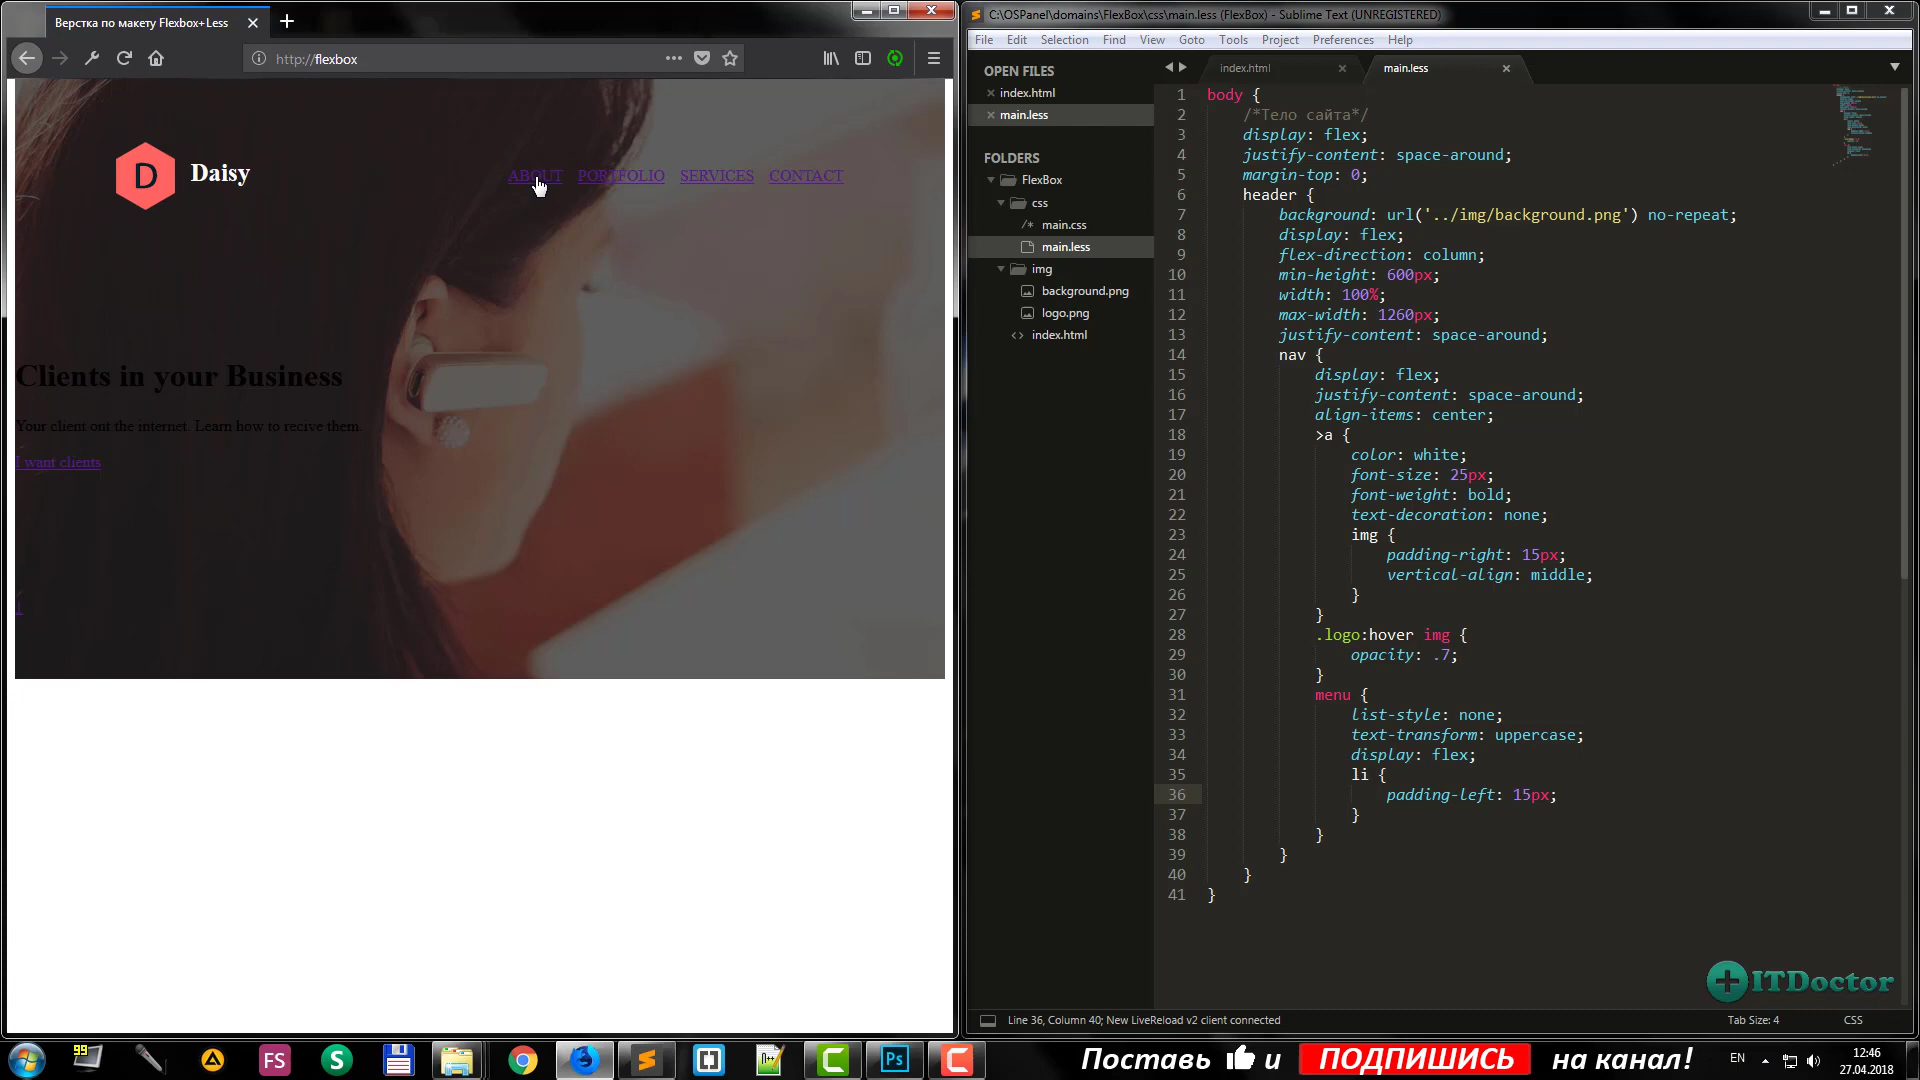 Верстка по макету Flexbox+Less
http://flexbox
D Daisy
ABOUT PORTFOLIO SERVICES CONTACT
Clients in your Business
Your client ont the internet. Learn how to recive them.
I want clients
C:\OSPanel\domains\FlexBox\css\main.less (FlexBox) - Sublime Text (UNREGISTERED)
File Edit Selection Find View Goto Tools Project Preferences Help
OPEN FILES
index.html
main.less
FOLDERS
FlexBox
css
/* main.css
main.less
img
background.png
logo.png
<> index.html
index.html main.less
1 body {
2 /*Тело сайта*/
3 display: flex;
4 justify-content: space-around;
5 margin-top: 0;
6 header {
7 background: url('../img/background.png') no-repeat;
8 display: flex;
9 flex-direction: column;
10 min-height: 600px;
11 width: 100%;
12 max-width: 1260px;
13 justify-content: space-around;
14 nav {
15 display: flex;
16 justify-content: space-around;
17 align-items: center;
18 >a {
19 color: white;
20 font-size: 25px;
21 font-weight: bold;
22 text-decoration: none;
23 img {
24 padding-right: 15px;
25 vertical-align: middle;
26 }
27 }
28 .logo:hover img {
29 opacity: .7;
30 }
31 menu {
32 list-style: none;
33 text-transform: uppercase;
34 display: flex;
35 li {
36 padding-left: 15px;
37 }
38 }
39 }
40 }
41 }
ITDoctor
Line 36, Column 40; New LiveReload v2 client connected
Tab Size: 4 CSS
99
FS
S
Ps
Поставь и ПОДПИШИСЬ на канал!
EN
12:46
27.04.2018